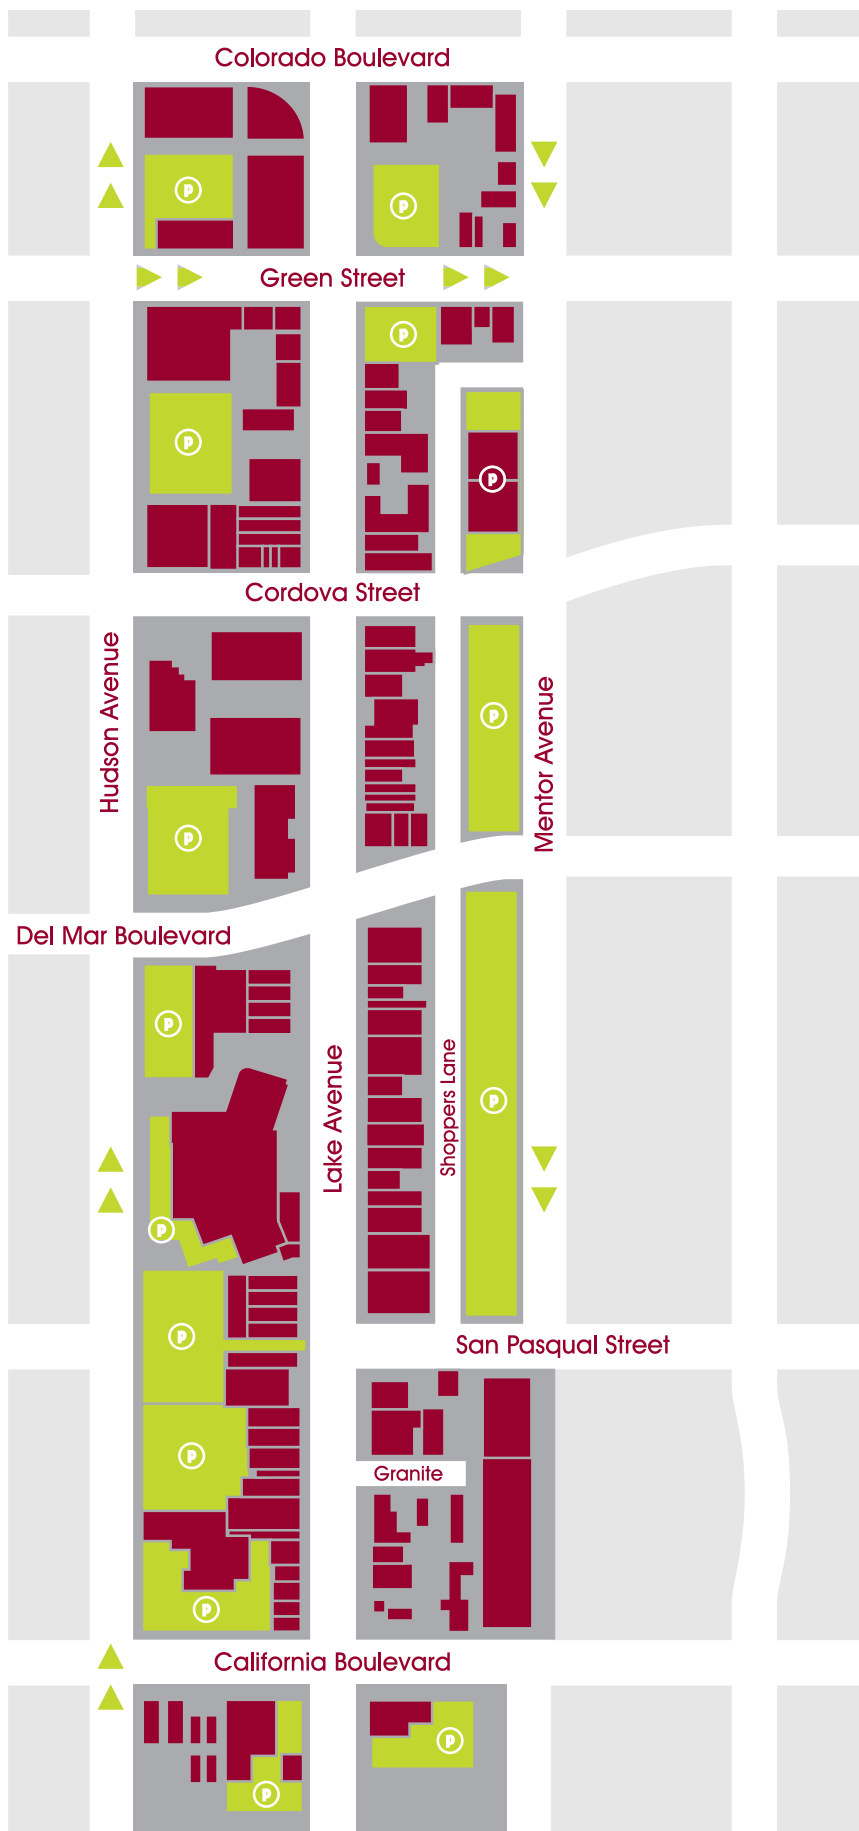 Colorado Boulevard
P
P
Green Street
P
P
P
Cordova Street
Hudson Avenue
Mentor Avenue
P
P
Del Mar Boulevard
P
Lake Avenue
Shoppers Lane
P
P
P
San Pasqual Street
P
Granite
P
California Boulevard
P
P